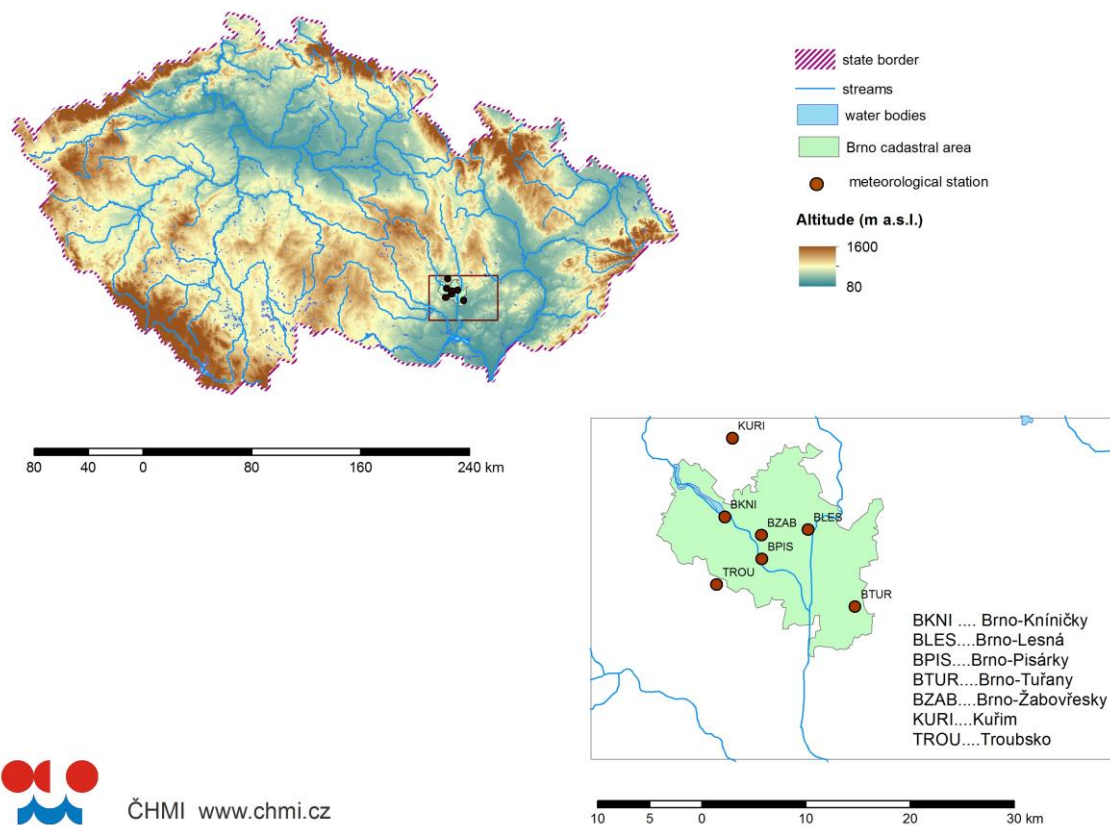 state border
streams
water bodies
Brno cadastral area
meteorological station
Altitude (m a.s.l.)
1600
80
80 40 0 80 160 240 km
KURI
BKNI
BZAB
BLES
BPIS
TROU
BTUR
BKNI .... Brno-Kníničky
BLES....Brno-Lesná
BPIS....Brno-Pisárky
BTUR....Brno-Tuřany
BZAB....Brno-Žabovřesky
KURI....Kuřim
TROU....Troubsko
ČHMI www.chmi.cz
10 5 0 10 20 30 km